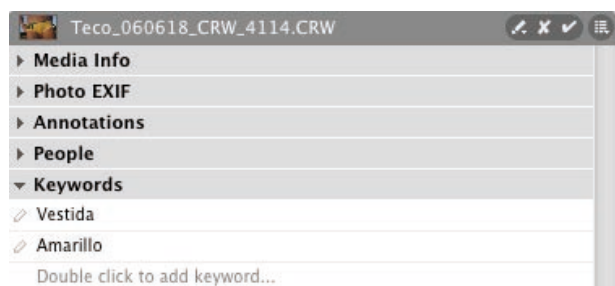 Teco_060618_CRW_4114.CRW
Media Info
Photo EXIF
Annotations
People
Keywords
Vestida
Amarillo
Double click to add keyword...